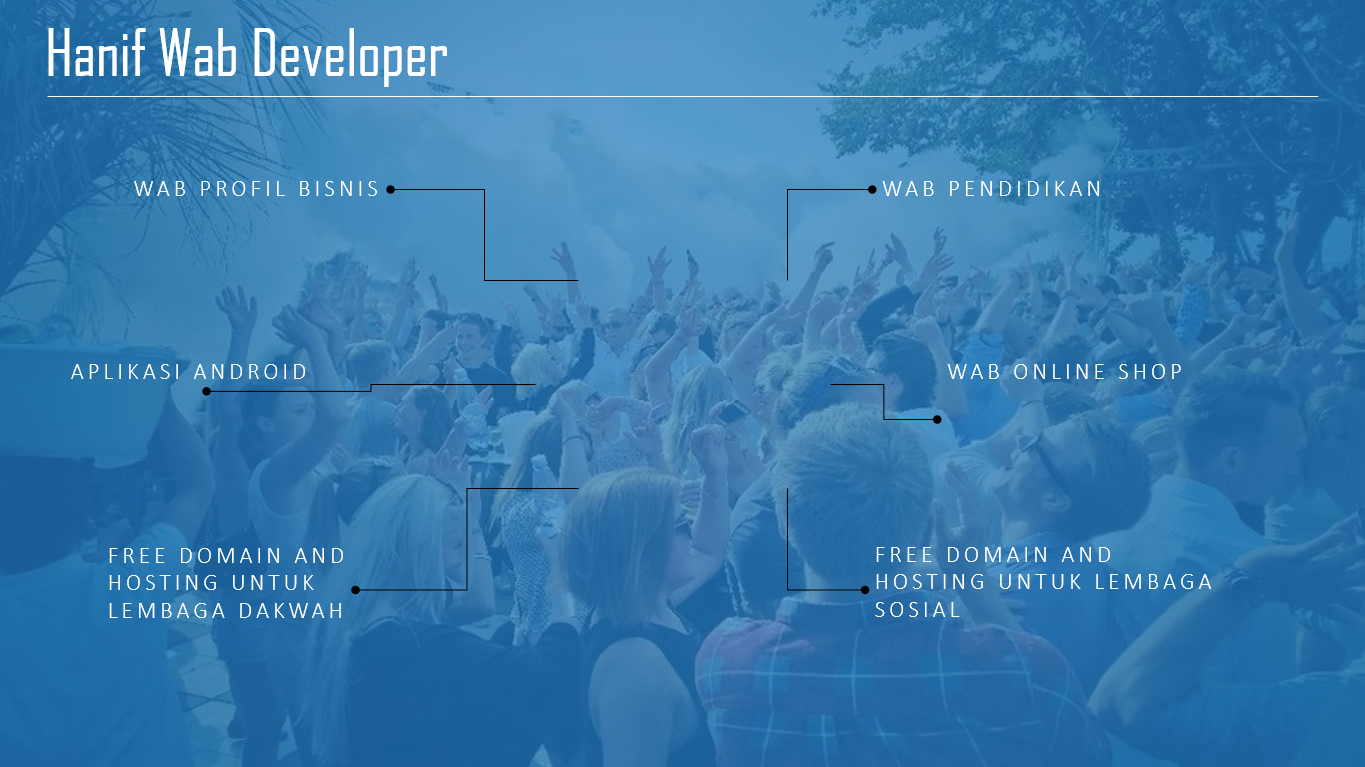 Hanif Wab Developer
WAB PROFIL BISNIS
WAB PENDIDIKAN
APLIKASI ANDROID
WAB ONLINE SHOP
FREE DOMAIN AND
HOSTING UNTUK
LEMBAGA DAKWAH
FREE DOMAIN AND
HOSTING UNTUK LEMBAGA
SOSIAL